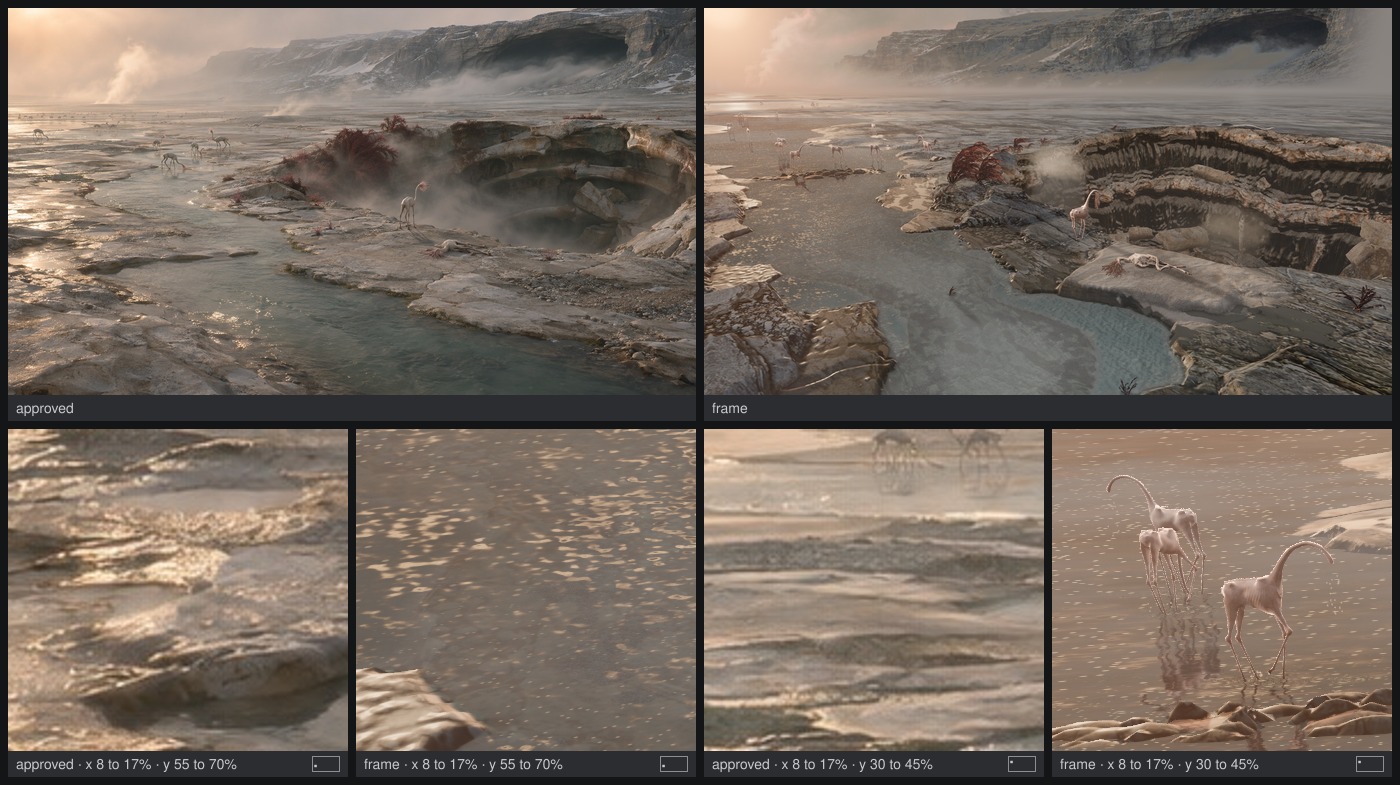 approved
frame
approved · x 8 to 17% · y 55 to 70%
frame · x 8 to 17% · y 55 to 70%
approved · x 8 to 17% · y 30 to 45%
frame · x 8 to 17% · y 30 to 45%